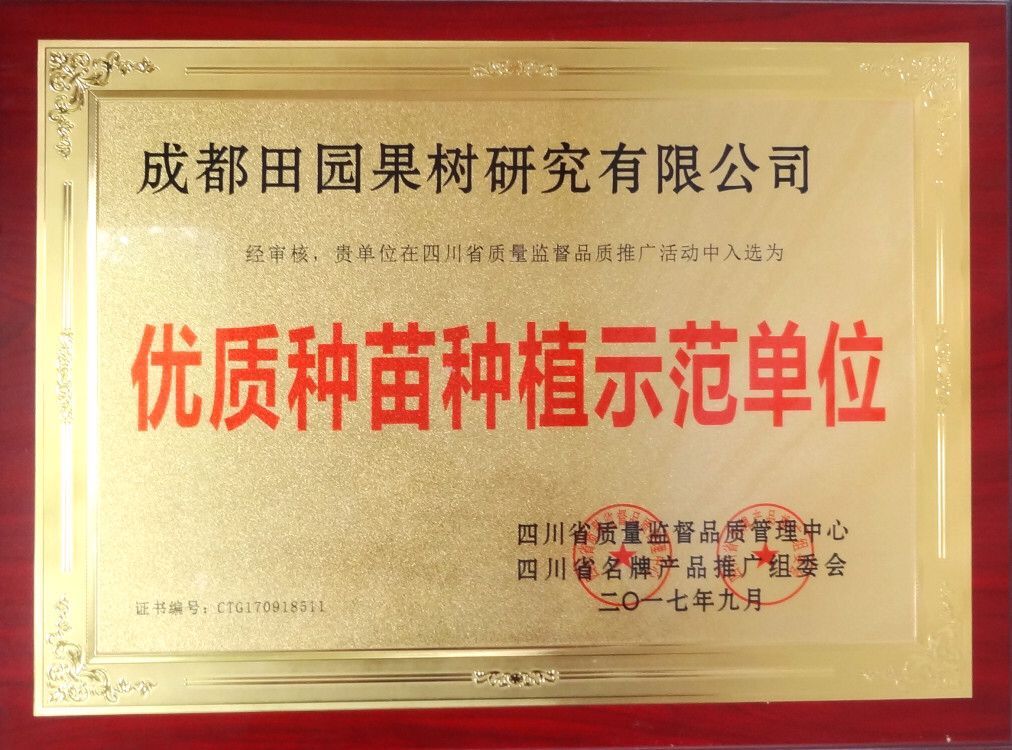 成都田园果树研究有限公司
经审核，贵单位在四川省质量监督品质推广活动中入选为
优质种苗种植示范单位
四川省质量监督品质管理中心
四川省名牌产品推广组委会
二〇一七年九月
证书编号：CTG170918511